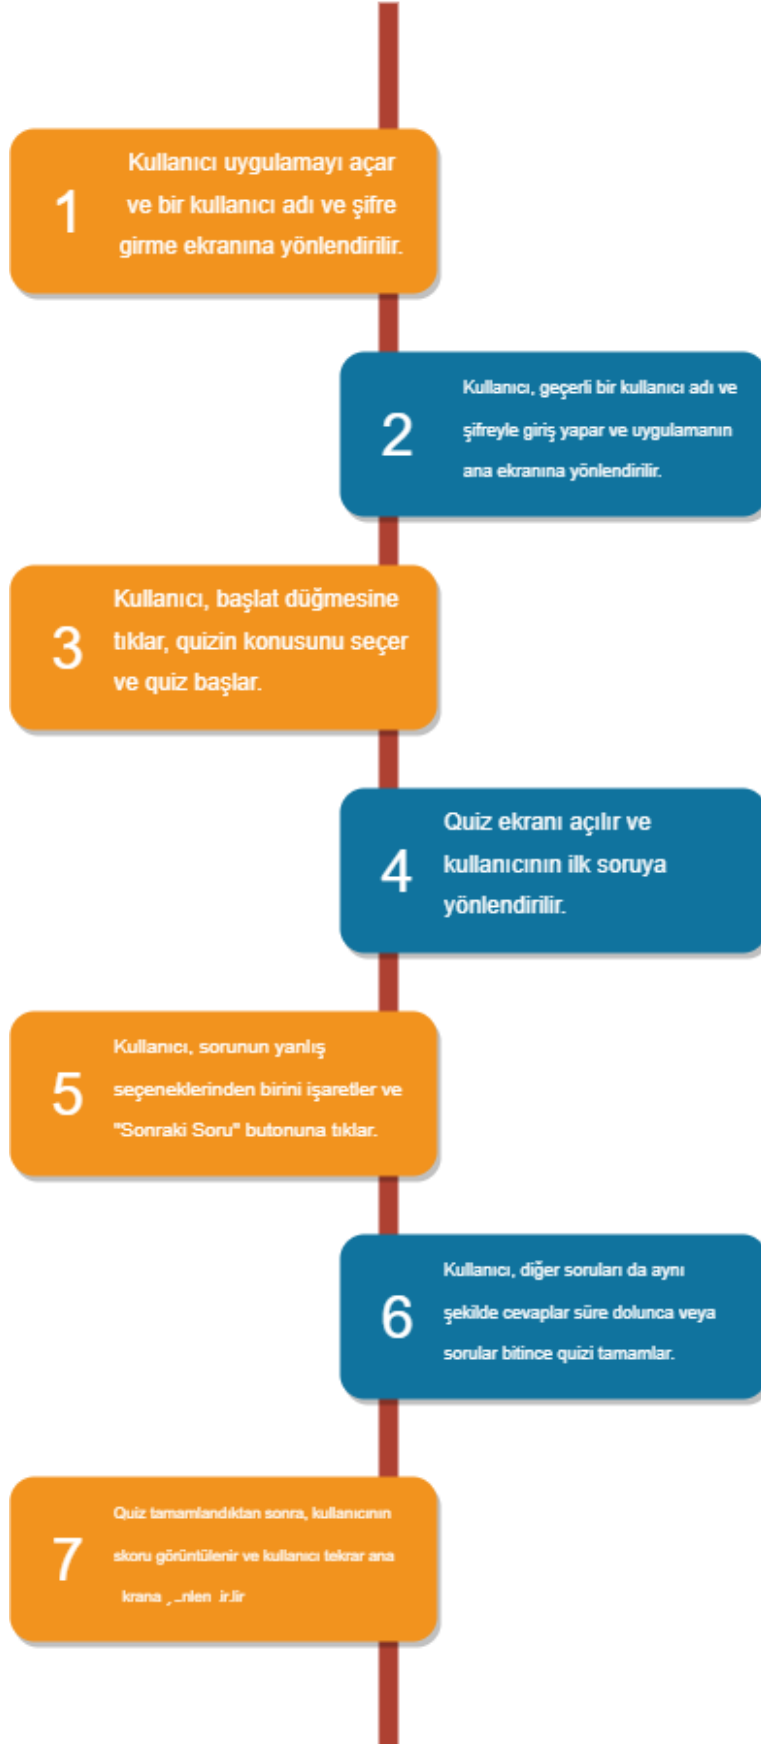 1
Kullanıcı uygulamayı açar
ve bir kullanıcı adı ve şifre
girme ekranına yönlendirilir.
2
Kullanıcı, geçerli bir kullanıcı adı ve
şifreyle giriş yapar ve uygulamanın
ana ekranına yönlendirilir.
3
Kullanıcı, başlat düğmesine
tıklar, quizin konusunu seçer
ve quiz başlar.
4
Quiz ekranı açılır ve
kullanıcının ilk soruya
yönlendirilir.
5
Kullanıcı, sorunun yanlış
seçeneklerinden birini işaretler ve
"Sonraki Soru" butonuna tıklar.
6
Kullanıcı, diğer soruları da aynı
şekilde cevaplar süre dolunca veya
sorular bitince quizi tamamlar.
7
Quiz tamamlandıktan sonra, kullanıcının
skoru görüntülenir ve kullanıcı tekrar ana